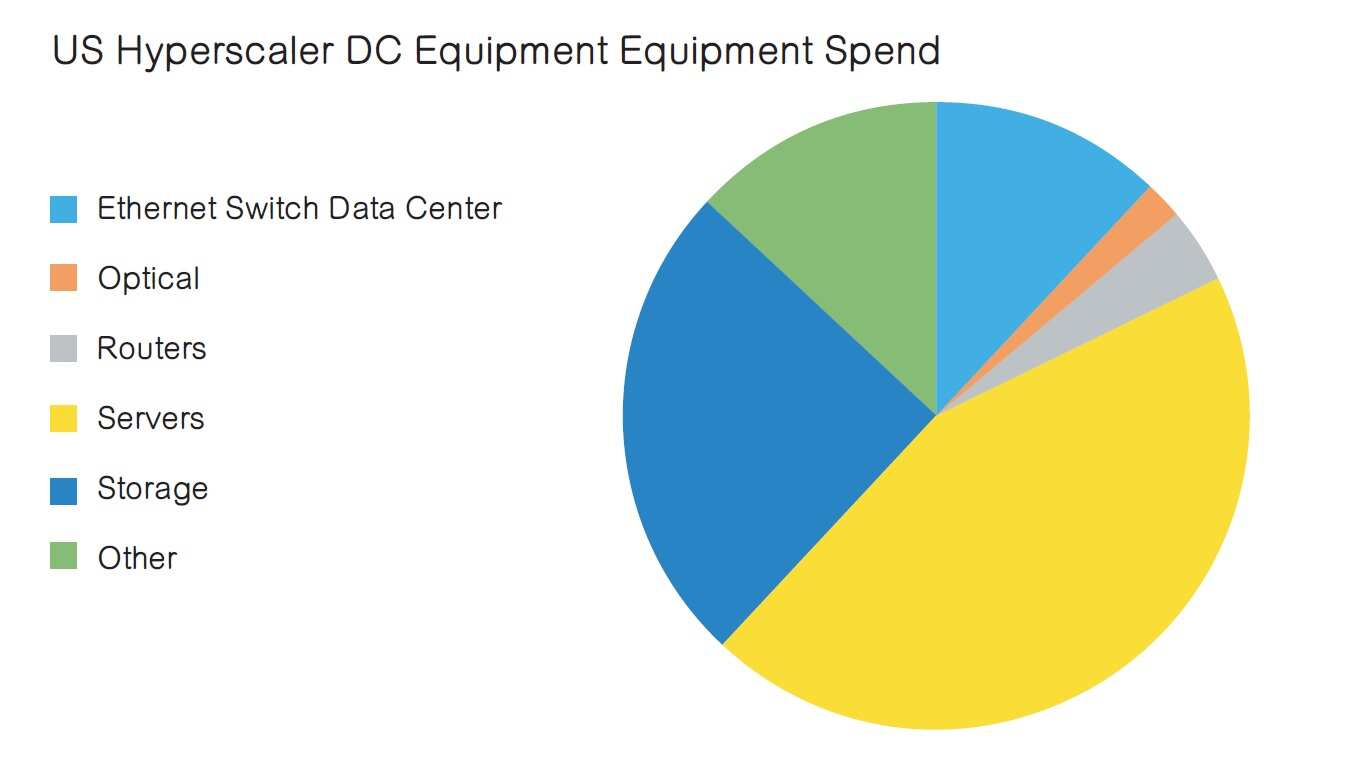 US Hyperscaler DC Equipment Equipment Spend
Ethernet Switch Data Center
Optical
Routers
Servers
Storage
Other